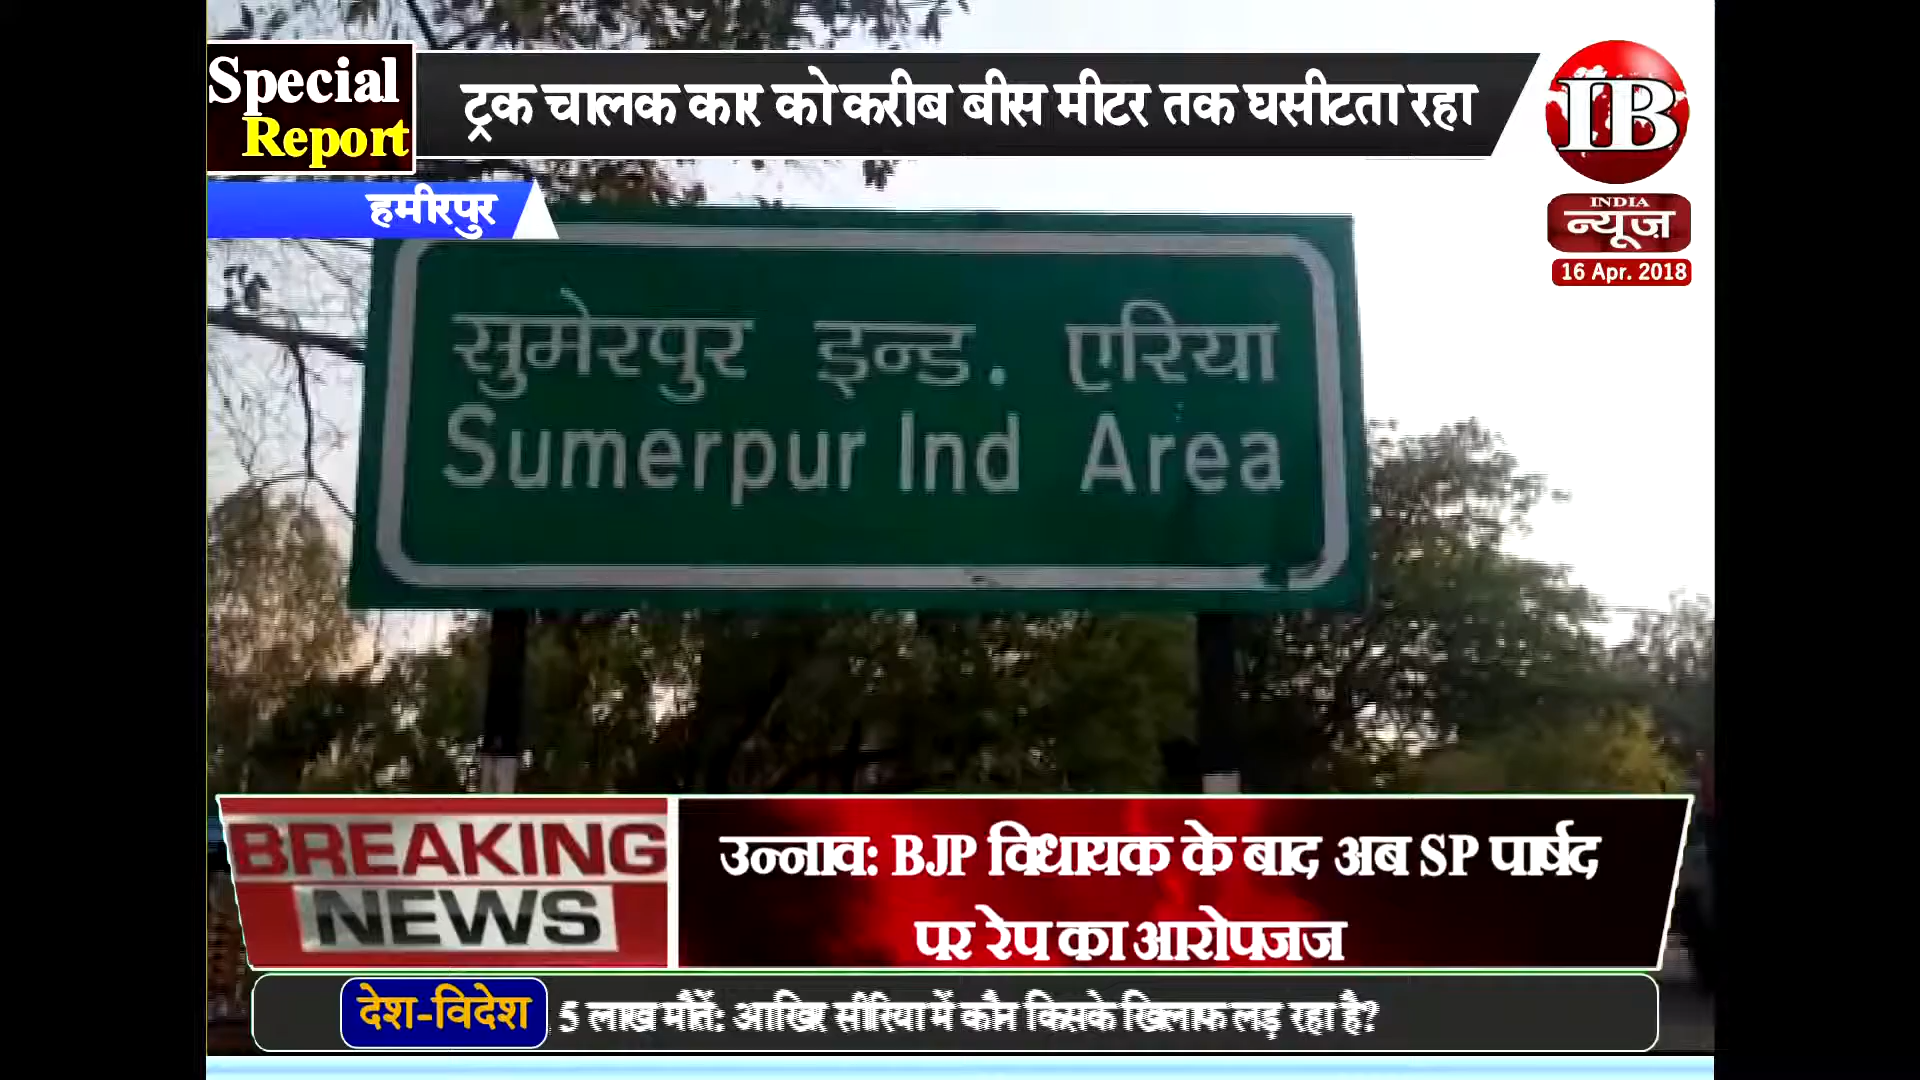 Special
Report
ट्रक चालक कार को करीब बीस मीटर तक घसीटता रहा
IB
INDIA
न्यूज़
16 Apr. 2018
हमीरपुर
सुमेरपुर इन्ड. एरिया
Sumerpur Ind Area
BREAKING
NEWS
उन्नाव: BJP विधायक के बाद अब SP पार्षद
पर रेप का आरोपजज
देश-विदेश
5 लाख मौतें: आखिर सीरिया में कौन किसके खिलाफ लड़ रहा है?